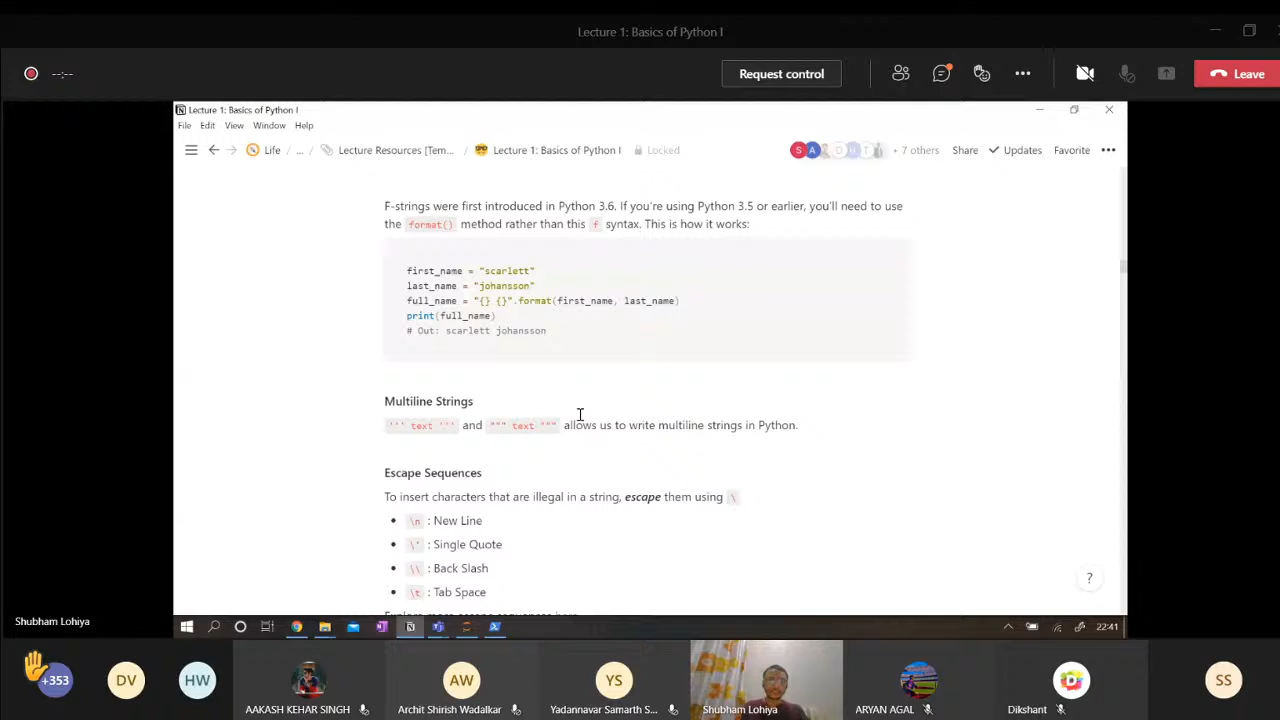 Lecture 1: Basics of Python I
--:--
Request control
Leave
Lecture 1: Basics of Python I
File Edit View Window Help
Life / ... / Lecture Resources [Tem... / Lecture 1: Basics of Python I Locked
S A D H T + 7 others Share Updates Favorite
F-strings were first introduced in Python 3.6. If you're using Python 3.5 or earlier, you'll need to use
the format() method rather than this f syntax. This is how it works:
first_name = "scarlett"
last_name = "johansson"
full_name = "{} {}".format(first_name, last_name)
print(full_name)
# Out: scarlett johansson
Multiline Strings
''' text ''' and """ text """ allows us to write multiline strings in Python.
Escape Sequences
To insert characters that are illegal in a string, escape them using \
\n : New Line
\' : Single Quote
\\ : Back Slash
\t : Tab Space
Explore more escape sequences here
?
Shubham Lohiya
22:41
+353
DV
HW
AW
YS
SS
AAKASH KEHAR SINGH
Archit Shirish Wadalkar
Yadannavar Samarth S...
Shubham Lohiya
ARYAN AGAL
Dikshant